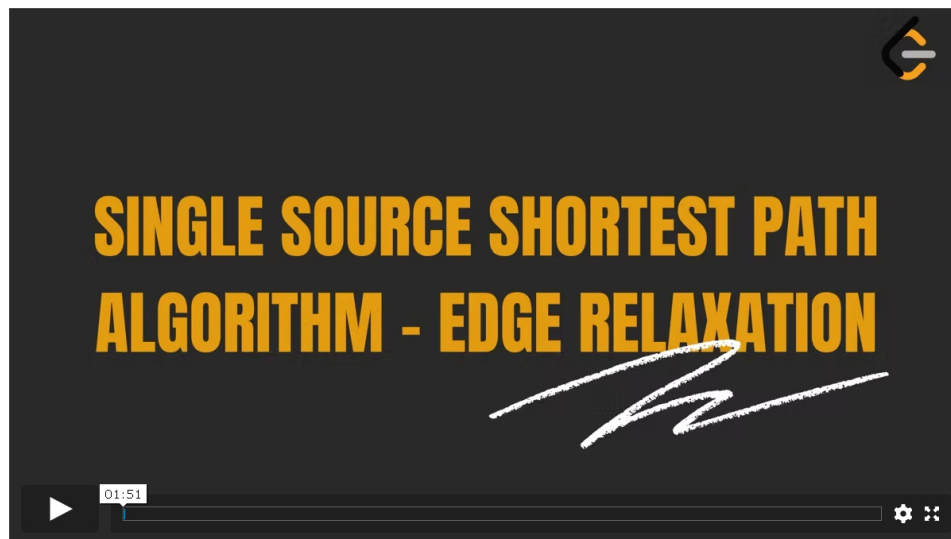 SINGLE SOURCE SHORTEST PATH
ALGORITHM - EDGE RELAXATION
01:51